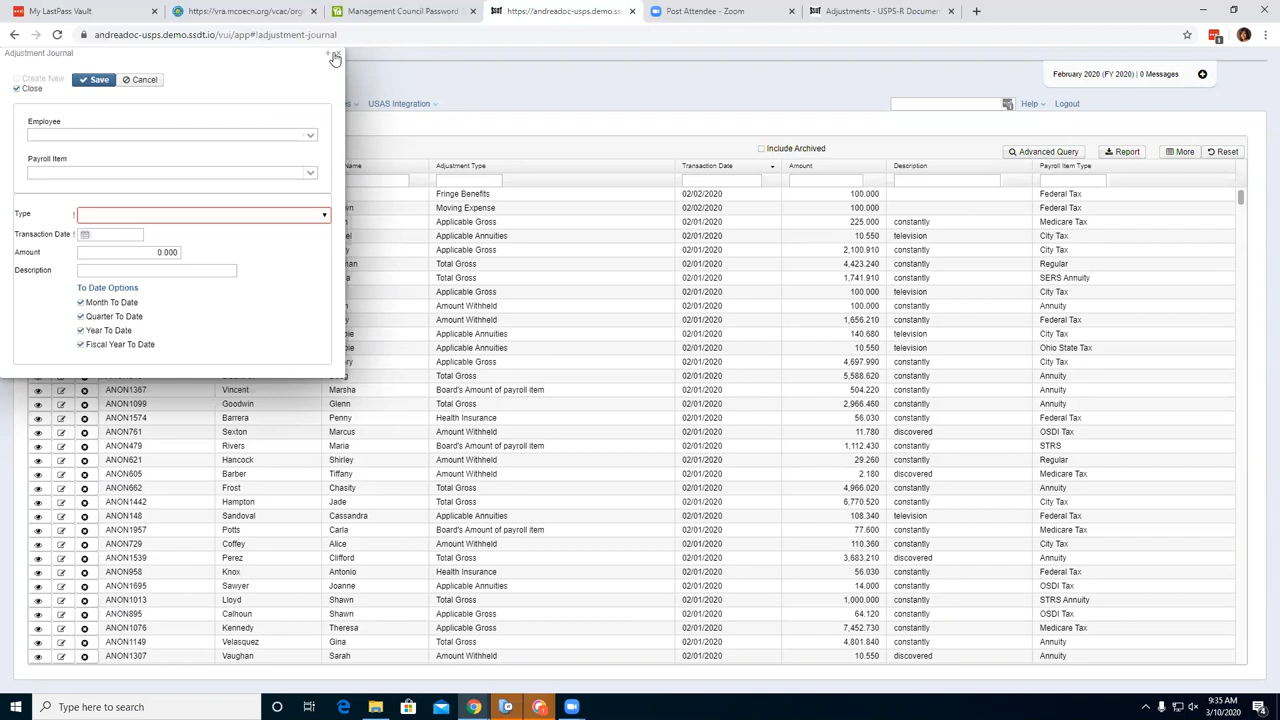 My LastPass Vault
https://vra.mcoecn.org/vcac/org/
Management Council Password
https://andreadoc-usps.demo.ssd
Post Attendee - Zoom
Adjustments - USPS-R Documen
andreadoc-usps.demo.ssdt.io/vui/app#!adjustment-journal
Adjustment Journal
Create New
Close
Save
Cancel
February 2020 (FY 2020) | 0 Messages
USAS Integration
Help
Logout
Employee
Payroll Item
Type !
Transaction Date !
Amount 0.000
Description
To Date Options
Month To Date
Quarter To Date
Year To Date
Fiscal Year To Date
Include Archived
Advanced Query
Report
More
Reset
Name Adjustment Type Transaction Date Amount Description Payroll Item Type
Fringe Benefits 02/02/2020 100.000 Federal Tax
Moving Expense 02/02/2020 100.000 Federal Tax
Applicable Gross 02/01/2020 225.000 constantly Medicare Tax
Applicable Annuities 02/01/2020 10.550 television City Tax
Applicable Gross 02/01/2020 2,100.910 constantly City Tax
Total Gross 02/01/2020 4,423.240 constantly Regular
Total Gross 02/01/2020 1,741.910 constantly SERS Annuity
Applicable Gross 02/01/2020 100.000 television City Tax
Amount Withheld 02/01/2020 100.000 constantly Annuity
Amount Withheld 02/01/2020 1,656.210 constantly Federal Tax
Applicable Annuities 02/01/2020 140.680 television City Tax
Applicable Annuities 02/01/2020 10.550 television Ohio State Tax
Applicable Gross 02/01/2020 4,697.990 constantly City Tax
Total Gross 02/01/2020 5,588.620 constantly Annuity
ANON1367 Vincent Marsha Board's Amount of payroll item 02/01/2020 504.220 constantly Annuity
ANON1099 Goodwin Glenn Total Gross 02/01/2020 2,966.460 constantly Annuity
ANON1574 Barrera Penny Health Insurance 02/01/2020 56.030 constantly Federal Tax
ANON761 Sexton Marcus Amount Withheld 02/01/2020 11.780 discovered OSDI Tax
ANON479 Rivers Maria Board's Amount of payroll item 02/01/2020 1,112.430 constantly STRS
ANON621 Hancock Shirley Amount Withheld 02/01/2020 29.260 constantly Regular
ANON605 Barber Tiffany Amount Withheld 02/01/2020 2.180 discovered Medicare Tax
ANON662 Frost Chasity Total Gross 02/01/2020 4,966.020 constantly Annuity
ANON1442 Hampton Jade Total Gross 02/01/2020 6,770.520 constantly City Tax
ANON148 Sandoval Cassandra Applicable Annuities 02/01/2020 108.340 television Federal Tax
ANON1957 Potts Carla Board's Amount of payroll item 02/01/2020 77.600 constantly Medicare Tax
ANON729 Coffey Alice Amount Withheld 02/01/2020 110.360 constantly City Tax
ANON1539 Perez Clifford Total Gross 02/01/2020 3,683.210 discovered Annuity
ANON958 Knox Antonio Health Insurance 02/01/2020 56.030 constantly Federal Tax
ANON1695 Sawyer Joanne Applicable Annuities 02/01/2020 14.000 constantly OSDI Tax
ANON1013 Lloyd Shawn Total Gross 02/01/2020 1,000.000 constantly STRS Annuity
ANON895 Calhoun Shawn Applicable Gross 02/01/2020 64.120 constantly OSDI Tax
ANON1076 Kennedy Theresa Applicable Gross 02/01/2020 7,452.730 constantly Medicare Tax
ANON1149 Velasquez Gina Total Gross 02/01/2020 4,801.840 constantly Annuity
ANON1307 Vaughan Sarah Amount Withheld 02/01/2020 10.550 constantly Annuity
Type here to search
9:35 AM
3/10/2020